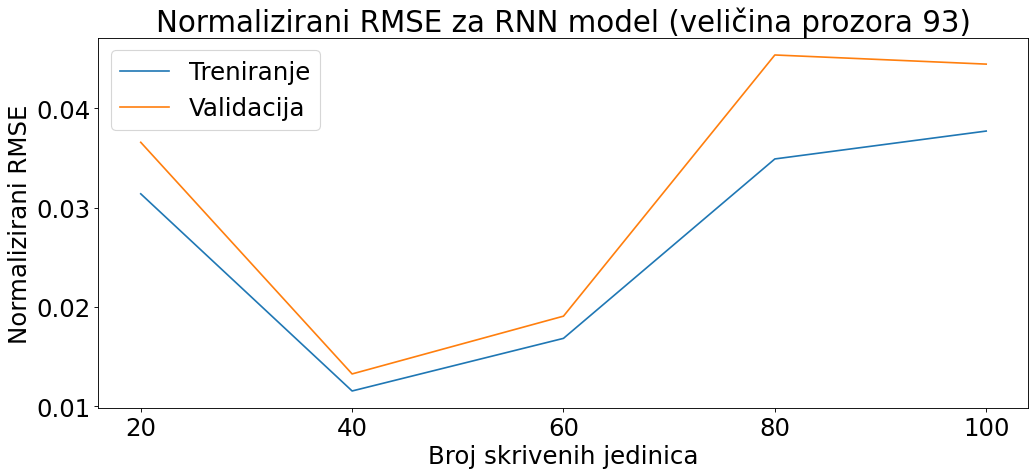 Normalizirani RMSE za RNN model (veličina prozora 93)
Treniranje
Validacija
Normalizirani RMSE
0.04
0.03
0.02
0.01
20 40 60 80 100
Broj skrivenih jedinica